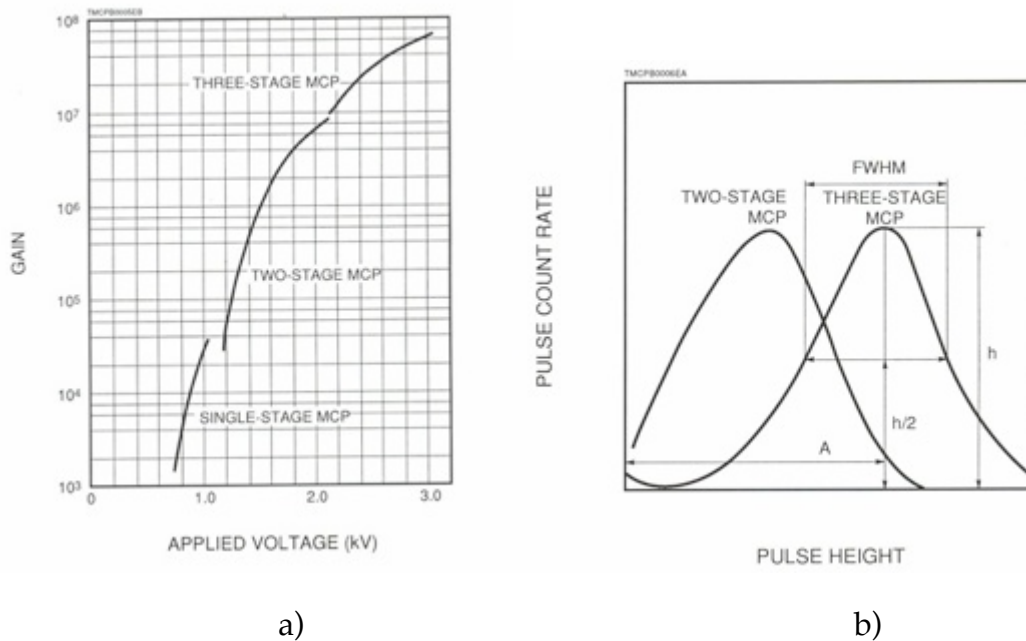 TMCPB0005EB
10⁸
10⁷
10⁶
10⁵
10⁴
10³
GAIN
THREE-STAGE MCP
TWO-STAGE MCP
SINGLE-STAGE MCP
0
1.0
2.0
3.0
APPLIED VOLTAGE (kV)
a)
TMCPB0006EA
PULSE COUNT RATE
FWHM
TWO-STAGE
MCP
THREE-STAGE
MCP
h
h/2
A
PULSE HEIGHT
b)